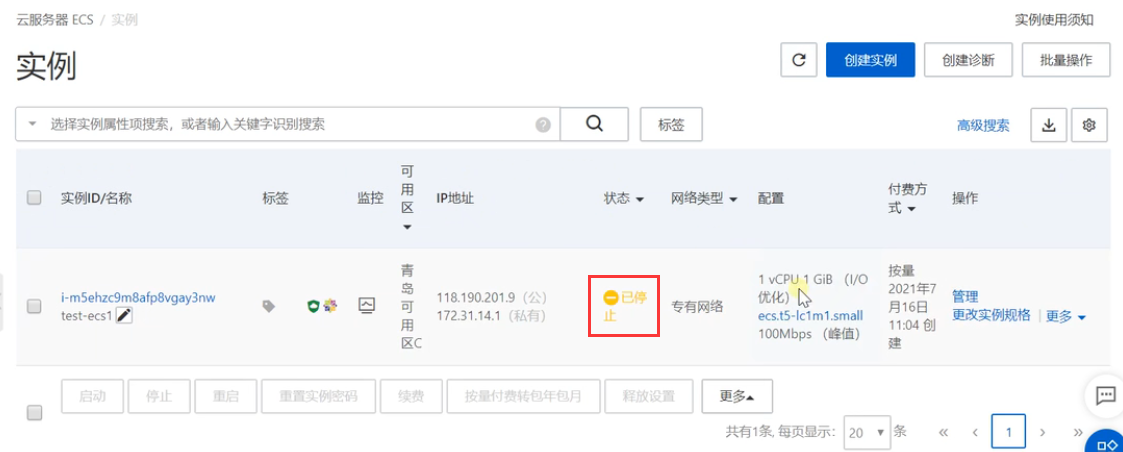 云服务器 ECS / 实例
实例使用须知
实例
创建实例
创建诊断
批量操作
选择实例属性项搜索，或者输入关键字识别搜索
标签
高级搜索
实例ID/名称
标签
监控
可
用
区
IP地址
状态
网络类型
配置
付费方
式
操作
i-m5ehzc9m8afp8vgay3nw
test-ecs1
青
岛
可
用
区C
118.190.201.9（公）
172.31.14.1（私有）
已停
止
专有网络
1 vCPU 1 GiB （I/O
优化）
ecs.t5-lc1m1.small
100Mbps （峰值）
按量
2021年7
月16日
11:04 创
建
管理
更改实例规格
更多
启动
停止
重启
重置实例密码
续费
按量付费转包年包月
释放设置
更多
共有1条, 每页显示：
20
条
«
‹
1
›
»